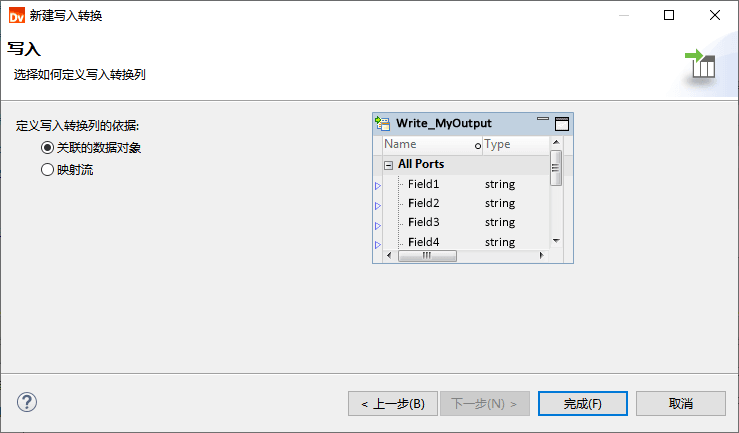 Dv 新建写入转换
写入
选择如何定义写入转换列
定义写入转换列的依据:
关联的数据对象
映射流
Write_MyOutput
Name Type
All Ports
Field1 string
Field2 string
Field3 string
Field4 string
? < 上一步(B) 下一步(N) > 完成(F) 取消